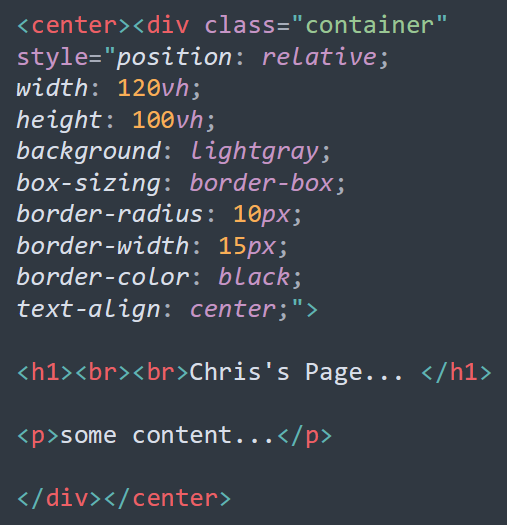 <center><div class="container"
style="position: relative;
width: 120vh;
height: 100vh;
background: lightgray;
box-sizing: border-box;
border-radius: 10px;
border-width: 15px;
border-color: black;
text-align: center;">
<h1><br><br>Chris's Page... </h1>
<p>some content...</p>
</div></center>